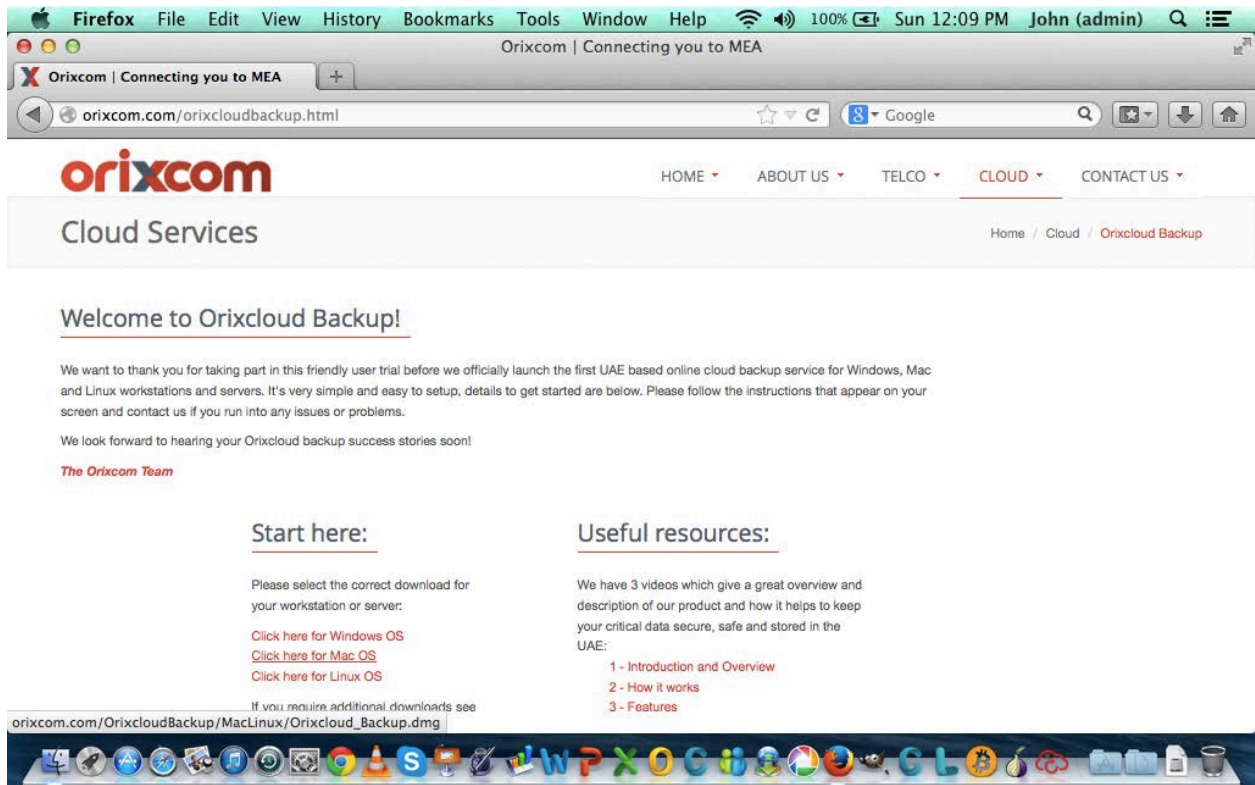 Firefox File Edit View History Bookmarks Tools Window Help 100% Sun 12:09 PM John (admin)
Orixcom | Connecting you to MEA
Orixcom | Connecting you to MEA
orixcom.com/orixcloudbackup.html Google
orixcom HOME ABOUT US TELCO CLOUD CONTACT US
Cloud Services Home / Cloud / Orixcloud Backup
Welcome to Orixcloud Backup!
We want to thank you for taking part in this friendly user trial before we officially launch the first UAE based online cloud backup service for Windows, Mac
and Linux workstations and servers. It's very simple and easy to setup, details to get started are below. Please follow the instructions that appear on your
screen and contact us if you run into any issues or problems.
We look forward to hearing your Orixcloud backup success stories soon!
The Orixcom Team
Start here:
Please select the correct download for
your workstation or server:
Click here for Windows OS
Click here for Mac OS
Click here for Linux OS
If you require additional downloads see
Useful resources:
We have 3 videos which give a great overview and
description of our product and how it helps to keep
your critical data secure, safe and stored in the
UAE:
1 - Introduction and Overview
2 - How it works
3 - Features
orixcom.com/OrixcloudBackup/MacLinux/Orixcloud_Backup.dmg